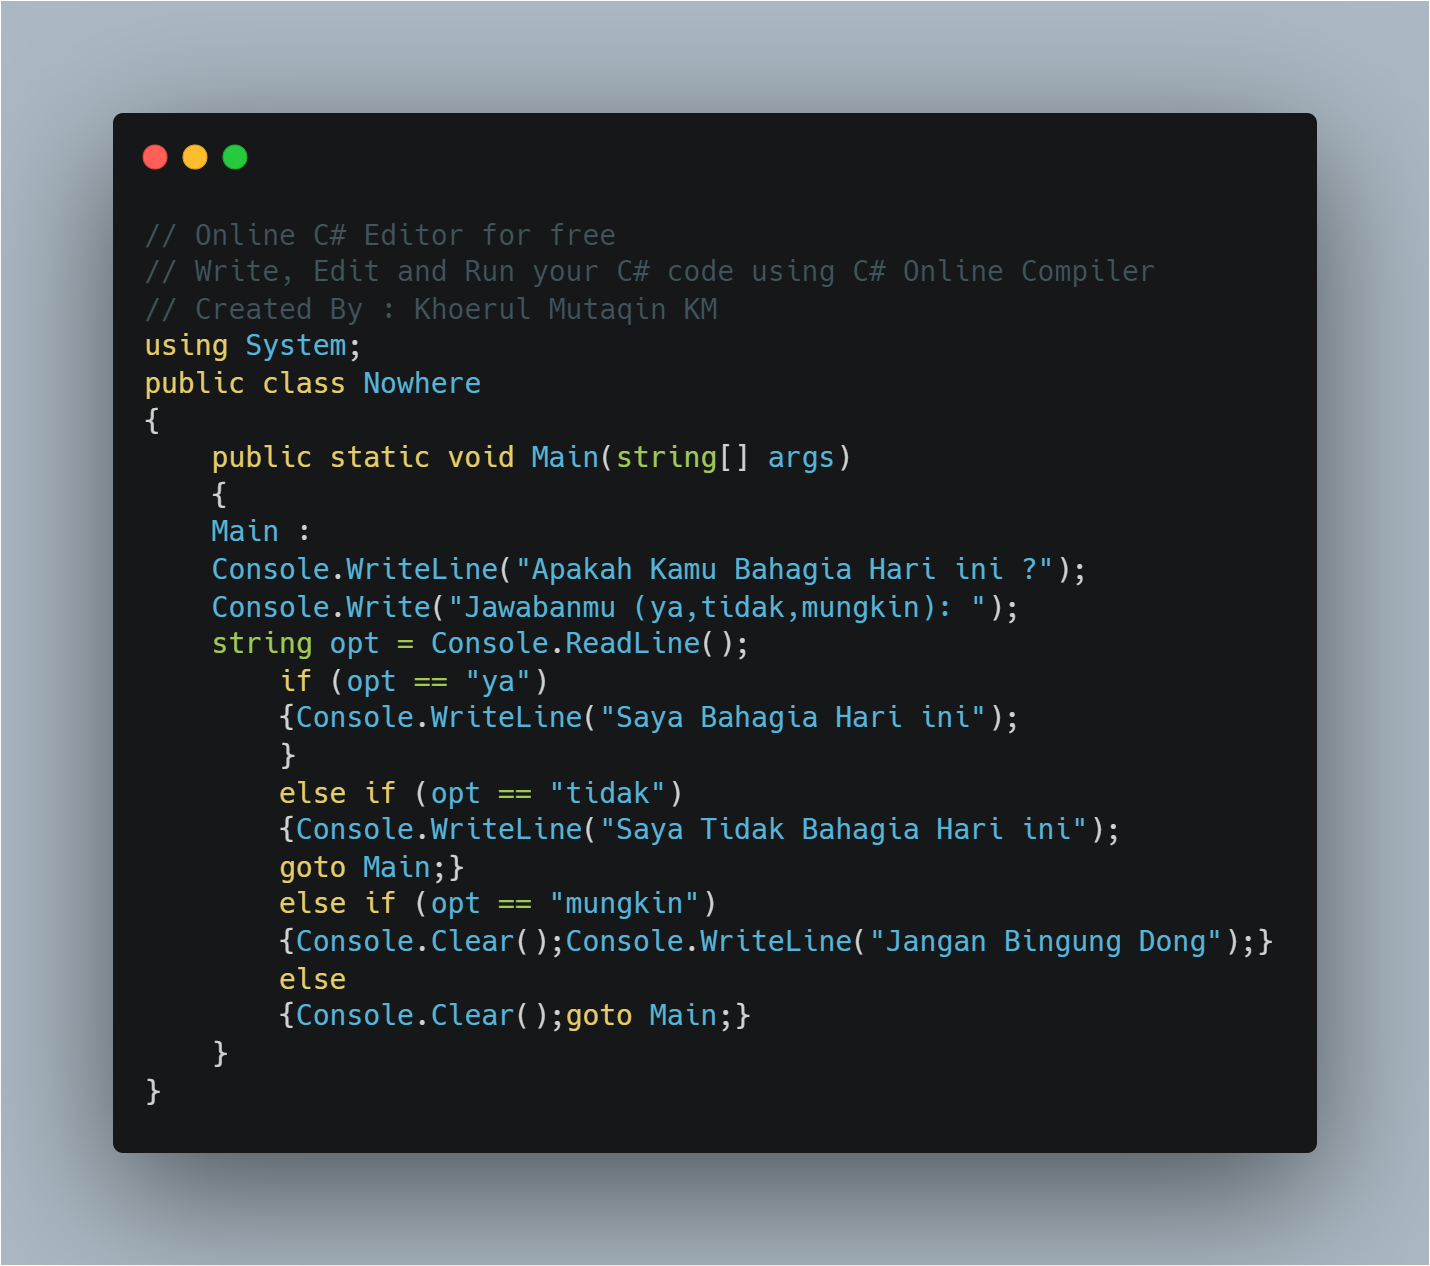 // Online C# Editor for free
// Write, Edit and Run your C# code using C# Online Compiler
// Created By : Khoerul Mutaqin KM
using System;
public class Nowhere
{
    public static void Main(string[] args)
    {
    Main :
    Console.WriteLine("Apakah Kamu Bahagia Hari ini ?");
    Console.Write("Jawabanmu (ya,tidak,mungkin): ");
    string opt = Console.ReadLine();
        if (opt == "ya")
        {Console.WriteLine("Saya Bahagia Hari ini");
        }
        else if (opt == "tidak")
        {Console.WriteLine("Saya Tidak Bahagia Hari ini");
        goto Main;}
        else if (opt == "mungkin")
        {Console.Clear();Console.WriteLine("Jangan Bingung Dong");}
        else
        {Console.Clear();goto Main;}
    }
}